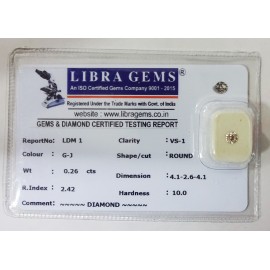 LIBRA GEMS®
An ISO Certified Gems Company 9001 - 2015
Registered Under the Trade Marks with Govt. of India
website : www.libragems.co.in
GEMS & DIAMOND CERTIFIED TESTING REPORT
ReportNo: LDM 1 Clarity VS-1
Colour G-J Shape/cut ROUND
Wt 0.26 cts Dimension 4.1-2.6-4.1
R.Index 2.42 Hardness 10.0
Comment ~~~~~ DIAMOND ~~~~~